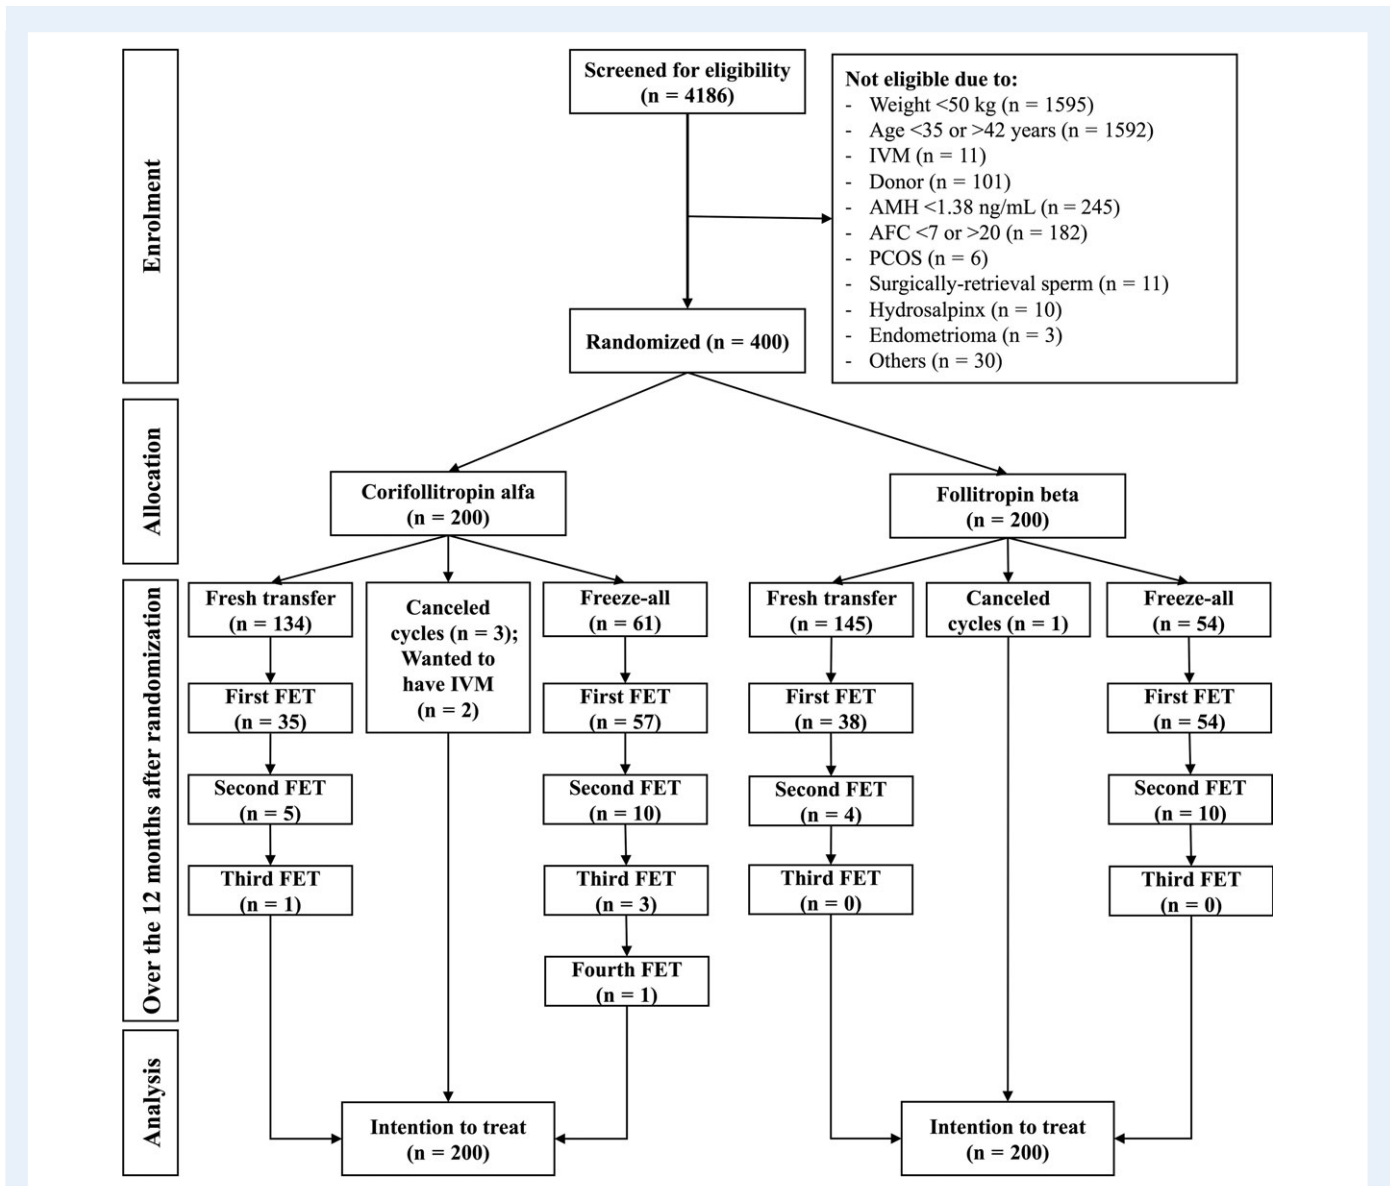 Enrolment
Screened for eligibility
(n = 4186)
Not eligible due to:
- Weight <50 kg (n = 1595)
- Age <35 or >42 years (n = 1592)
- IVM (n = 11)
- Donor (n = 101)
- AMH <1.38 ng/mL (n = 245)
- AFC <7 or >20 (n = 182)
- PCOS (n = 6)
- Surgically-retrieval sperm (n = 11)
- Hydrosalpinx (n = 10)
- Endometrioma (n = 3)
- Others (n = 30)
Randomized (n = 400)
Allocation
Corifollitropin alfa
(n = 200)
Follitropin beta
(n = 200)
Over the 12 months after randomization
Fresh transfer
(n = 134)
First FET
(n = 35)
Second FET
(n = 5)
Third FET
(n = 1)
Canceled
cycles (n = 3);
Wanted to
have IVM
(n = 2)
Freeze-all
(n = 61)
First FET
(n = 57)
Second FET
(n = 10)
Third FET
(n = 3)
Fourth FET
(n = 1)
Fresh transfer
(n = 145)
First FET
(n = 38)
Second FET
(n = 4)
Third FET
(n = 0)
Canceled
cycles (n = 1)
Freeze-all
(n = 54)
First FET
(n = 54)
Second FET
(n = 10)
Third FET
(n = 0)
Analysis
Intention to treat
(n = 200)
Intention to treat
(n = 200)